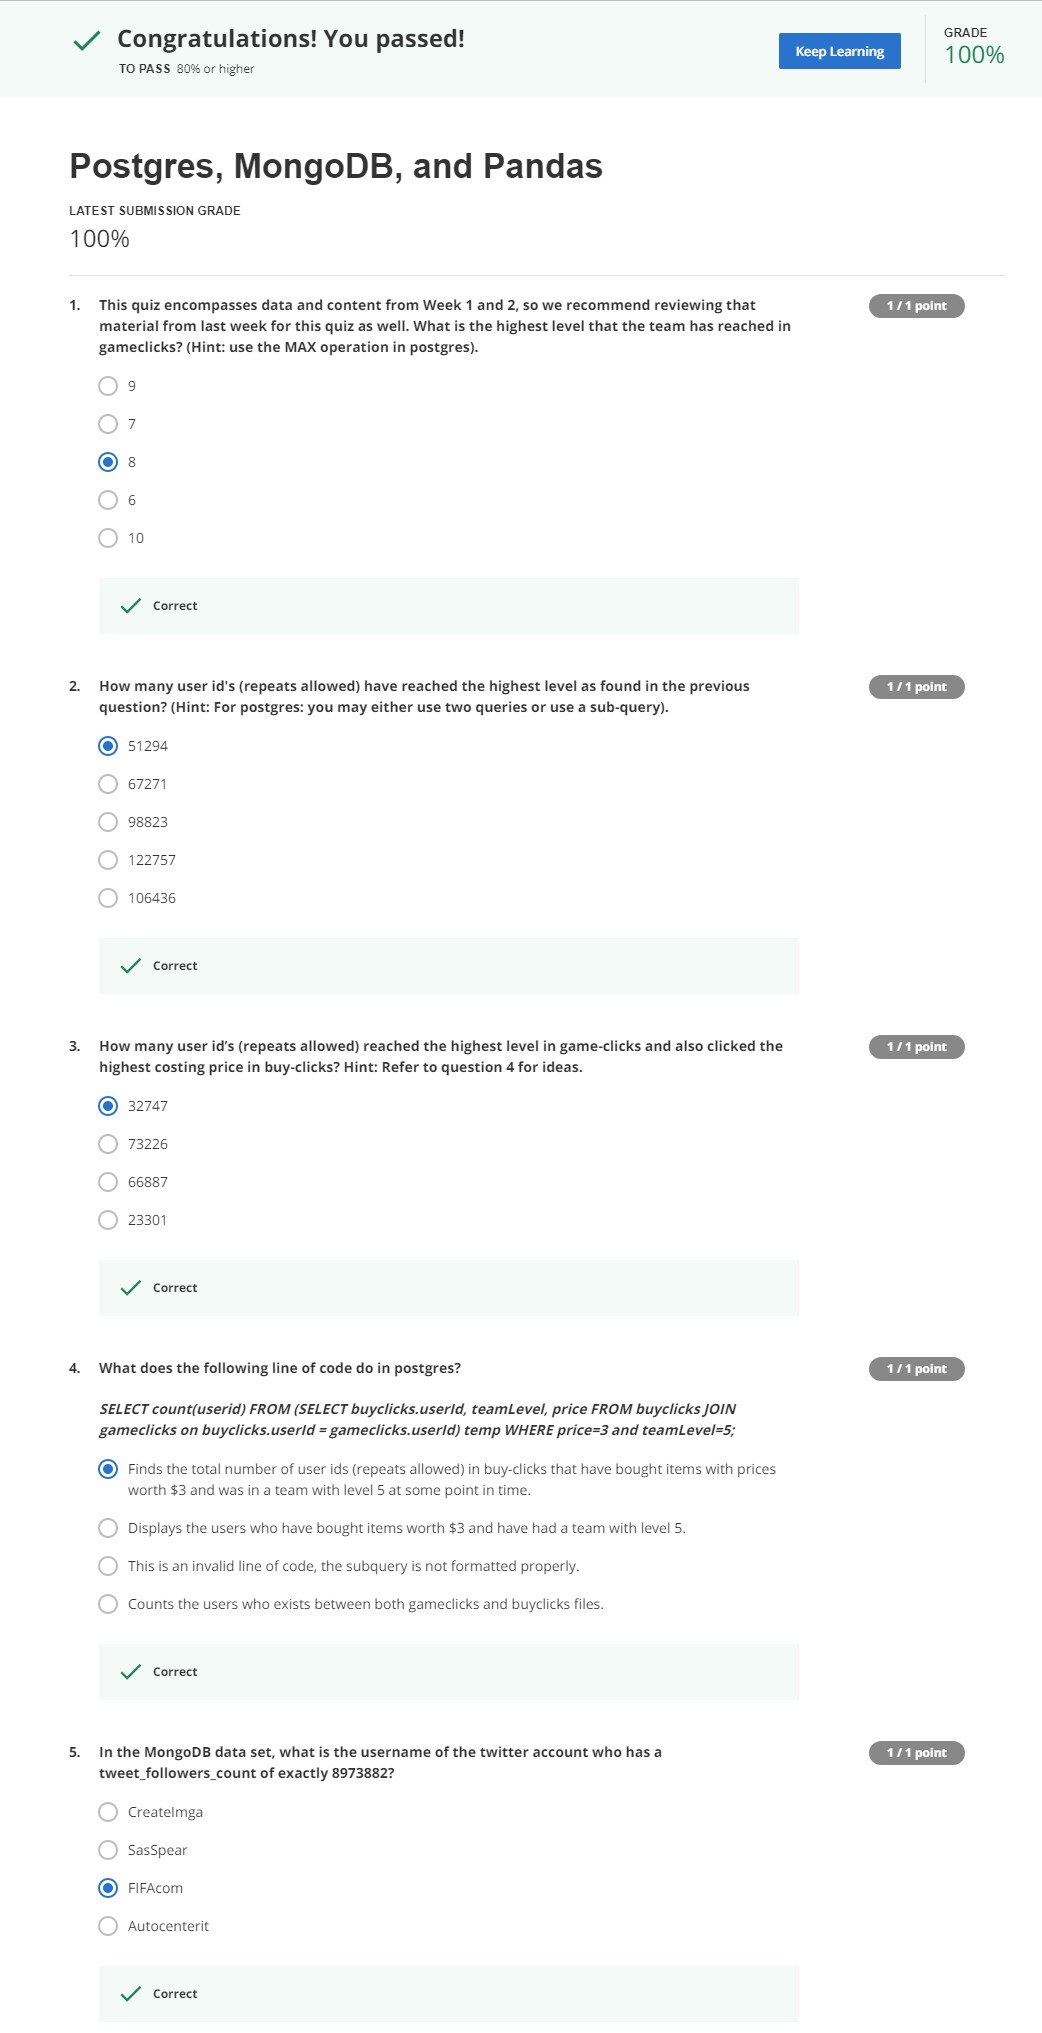 Congratulations! You passed!
TO PASS 80% or higher
Keep Learning
GRADE
100%
Postgres, MongoDB, and Pandas
LATEST SUBMISSION GRADE
100%
1. This quiz encompasses data and content from Week 1 and 2, so we recommend reviewing that
material from last week for this quiz as well. What is the highest level that the team has reached in
gameclicks? (Hint: use the MAX operation in postgres).
1 / 1 point
9
7
8
6
10
Correct
2. How many user id's (repeats allowed) have reached the highest level as found in the previous
question? (Hint: For postgres: you may either use two queries or use a sub-query).
1 / 1 point
51294
67271
98823
122757
106436
Correct
3. How many user id’s (repeats allowed) reached the highest level in game-clicks and also clicked the
highest costing price in buy-clicks? Hint: Refer to question 4 for ideas.
1 / 1 point
32747
73226
66887
23301
Correct
4. What does the following line of code do in postgres?
1 / 1 point
SELECT count(userid) FROM (SELECT buyclicks.userId, teamLevel, price FROM buyclicks JOIN
gameclicks on buyclicks.userId = gameclicks.userId) temp WHERE price=3 and teamLevel=5;
Finds the total number of user ids (repeats allowed) in buy-clicks that have bought items with prices
worth $3 and was in a team with level 5 at some point in time.
Displays the users who have bought items worth $3 and have had a team with level 5.
This is an invalid line of code, the subquery is not formatted properly.
Counts the users who exists between both gameclicks and buyclicks files.
Correct
5. In the MongoDB data set, what is the username of the twitter account who has a
tweet_followers_count of exactly 8973882?
1 / 1 point
CreateImga
SasSpear
FIFAcom
Autocenterit
Correct